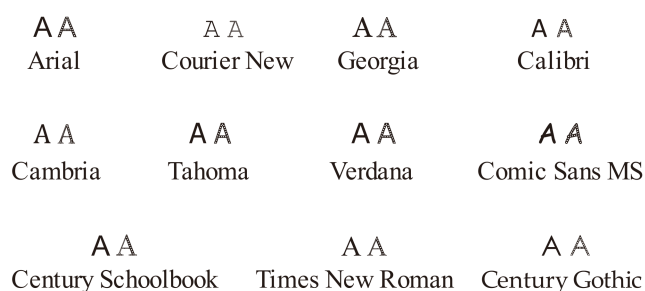 A A A A A A A A
Arial Courier New Georgia Calibri
A A A A A A A A
Cambria Tahoma Verdana Comic Sans MS
A A A A A A
Century Schoolbook Times New Roman Century Gothic